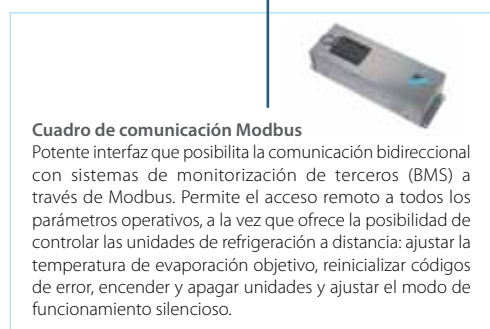 Cuadro de comunicación Modbus
Potente interfaz que posibilita la comunicación bidireccional
con sistemas de monitorización de terceros (BMS) a
través de Modbus. Permite el acceso remoto a todos los
parámetros operativos, a la vez que ofrece la posibilidad de
controlar las unidades de refrigeración a distancia: ajustar la
temperatura de evaporación objetivo, reinicializar códigos
de error, encender y apagar unidades y ajustar el modo de
funcionamiento silencioso.